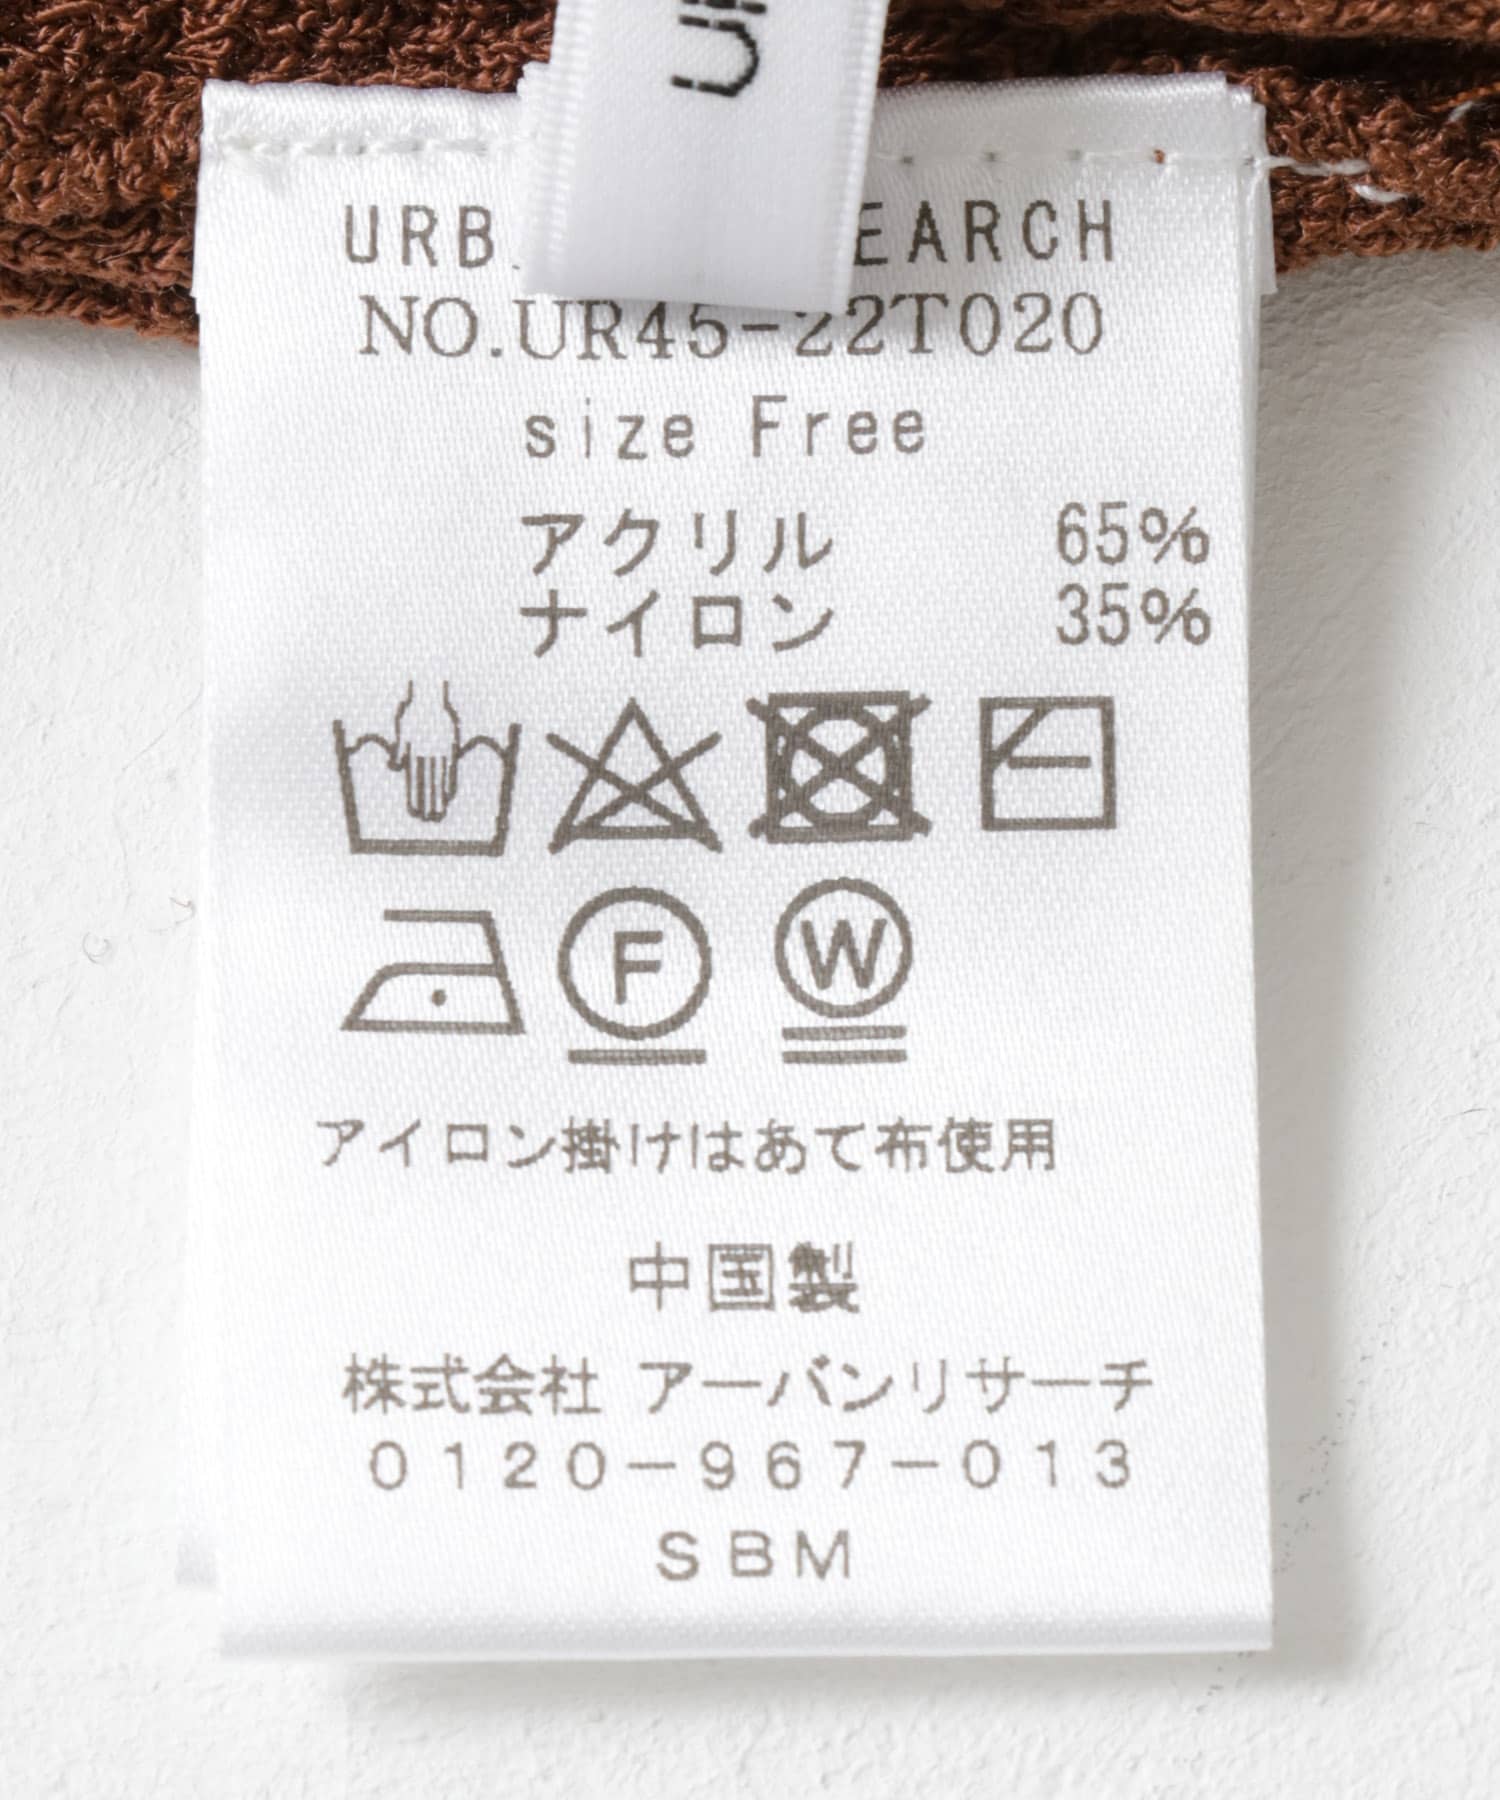 NO.UR45-22T020
size Free
アクリル 65%
ナイロン 35%
F W
アイロン掛けはあて布使用
中国製
株式会社 アーバンリサーチ
0120-967-013
SBM